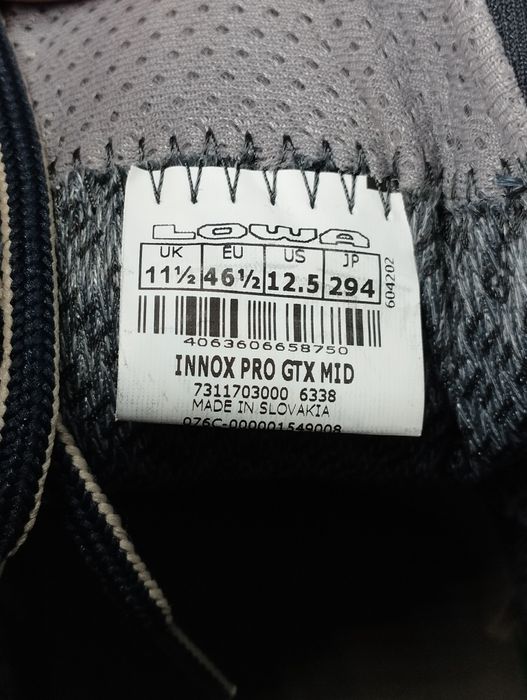 LOWA
UK EU US JP
11½ 46½ 12.5 294
604202
4063606658750
INNOX PRO GTX MID
7311703000 6338
MADE IN SLOVAKIA
076C-000001549008